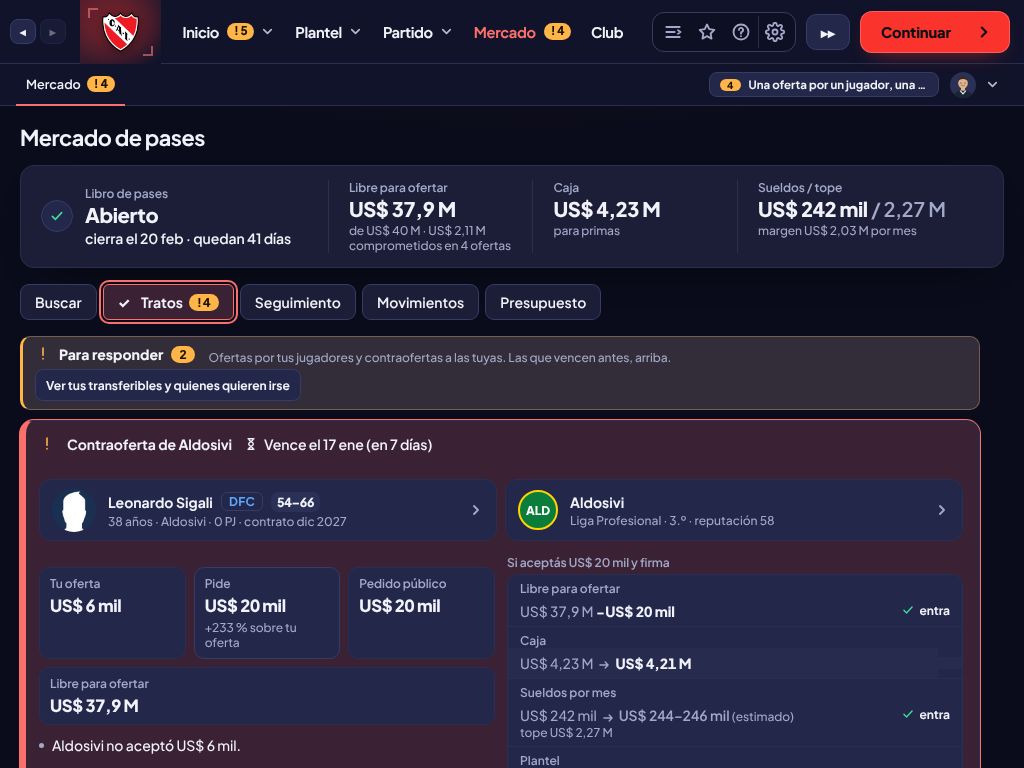 Inicio ! 5
Plantel
Partido
Mercado ! 4
Club
Continuar
Mercado ! 4
4 Una oferta por un jugador, una ...
Mercado de pases
Libro de pases
Abierto
cierra el 20 feb · quedan 41 días
Libre para ofertar
US$ 37,9 M
de US$ 40 M · US$ 2,11 M
comprometidos en 4 ofertas
Caja
US$ 4,23 M
para primas
Sueldos / tope
US$ 242 mil / 2,27 M
margen US$ 2,03 M por mes
Buscar
Tratos ! 4
Seguimiento
Movimientos
Presupuesto
! Para responder 2 Ofertas por tus jugadores y contraofertas a las tuyas. Las que vencen antes, arriba.
Ver tus transferibles y quienes quieren irse
! Contraoferta de Aldosivi Vence el 17 ene (en 7 días)
Leonardo Sigali DFC 54–66
38 años · Aldosivi · 0 PJ · contrato dic 2027
ALD
Aldosivi
Liga Profesional · 3.º · reputación 58
Tu oferta
US$ 6 mil
Pide
US$ 20 mil
+233 % sobre tu
oferta
Pedido público
US$ 20 mil
Libre para ofertar
US$ 37,9 M
• Aldosivi no aceptó US$ 6 mil.
Si aceptás US$ 20 mil y firma
Libre para ofertar
US$ 37,9 M –US$ 20 mil entra
Caja
US$ 4,23 M → US$ 4,21 M
Sueldos por mes
US$ 242 mil → US$ 244–246 mil (estimado) entra
tope US$ 2,27 M
Plantel